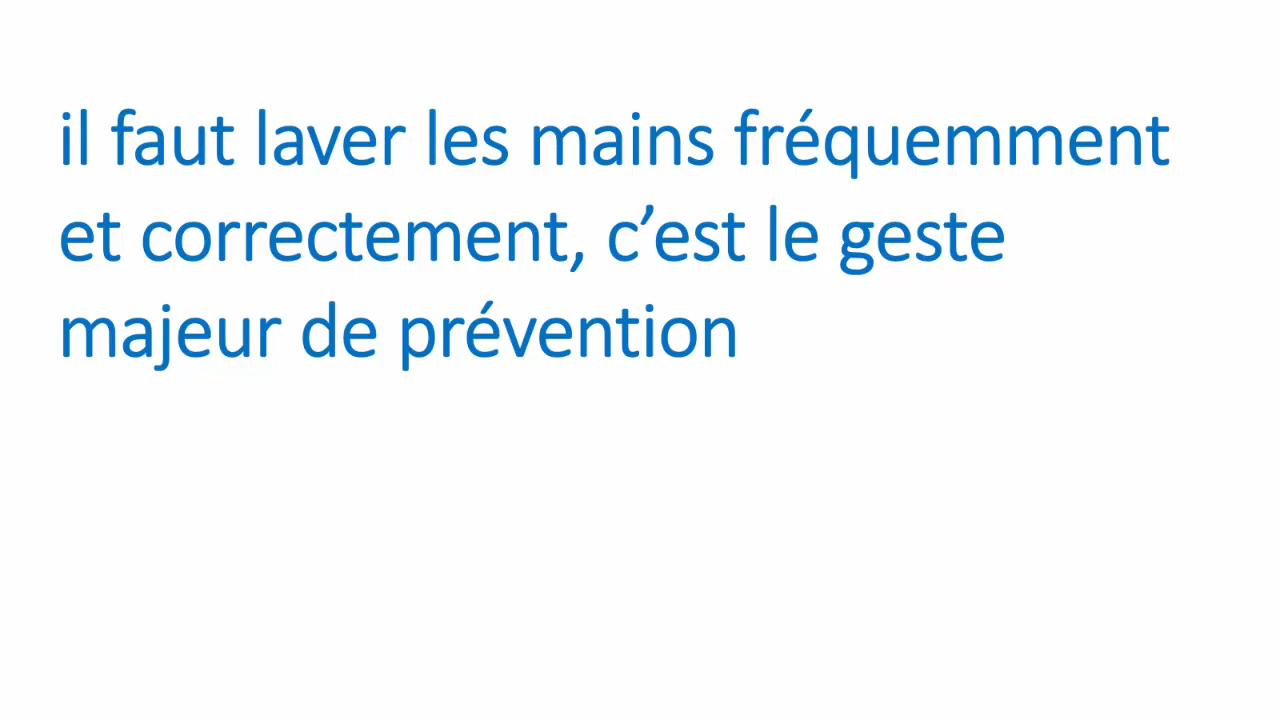 il faut laver les mains fréquemment
et correctement, c’est le geste
majeur de prévention